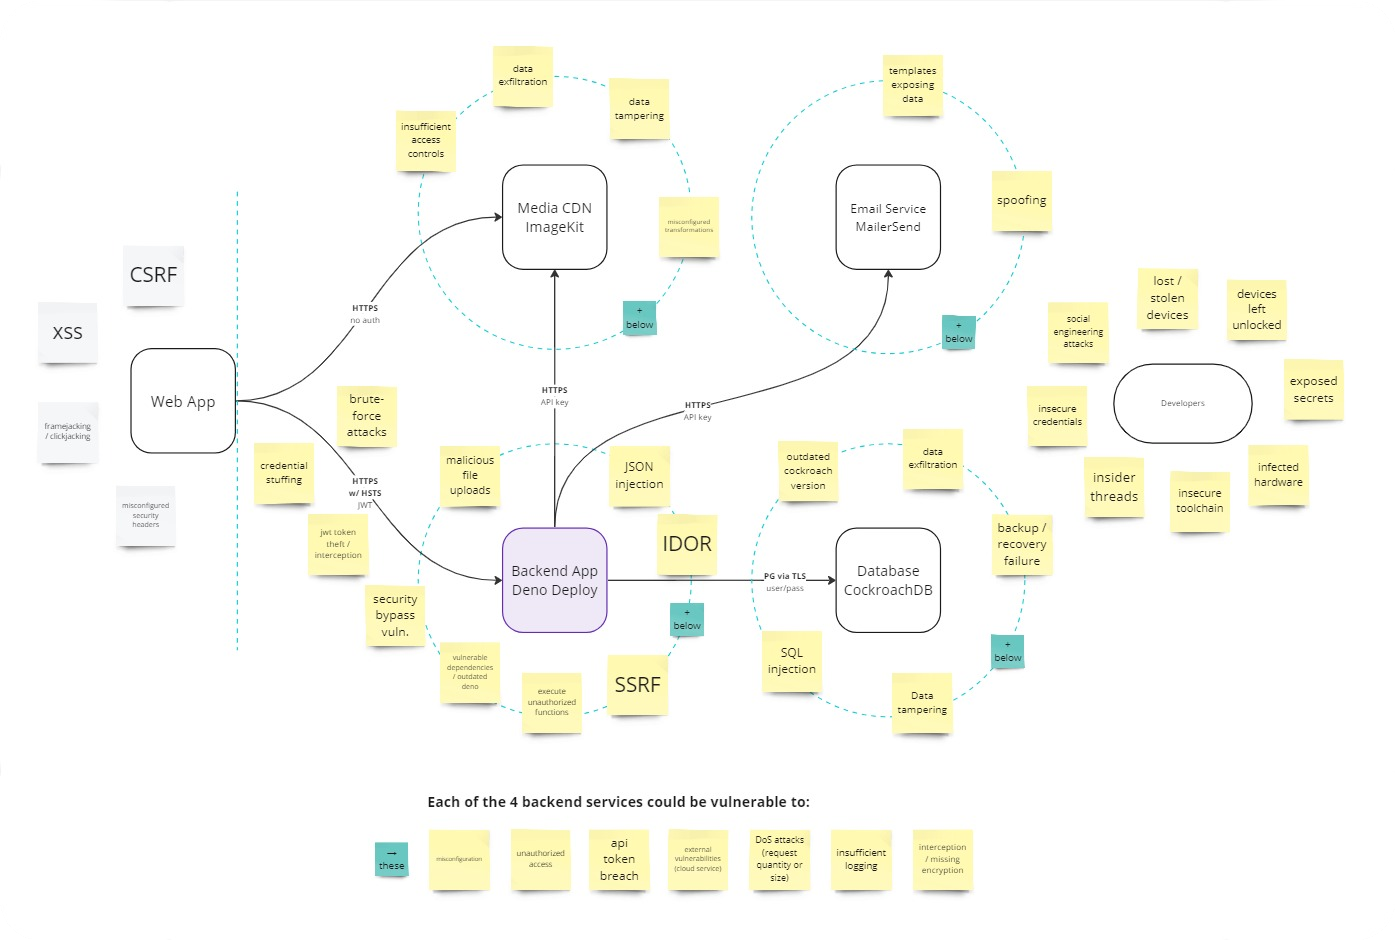 data
exfiltration
data
tampering
insufficient
access
controls
Media CDN
ImageKit
misconfigured
transformations
+
below
templates
exposing
data
spoofing
Email Service
MailerSend
+
below
CSRF
XSS
framejacking
/ clickjacking
misconfigured
security
headers
Web App
HTTPS
no auth
HTTPS
API key
HTTPS
API key
HTTPS
w/ HSTS
JWT
brute-
force
attacks
credential
stuffing
jwt token
theft /
interception
security
bypass
vuln.
malicious
file
uploads
JSON
injection
IDOR
+
below
SSRF
execute
unauthorized
functions
vulnerable
dependencies
/ outdated
deno
Backend App
Deno Deploy
PG via TLS
user/pass
outdated
cockroach
version
data
exfiltration
backup /
recovery
failure
+
below
Data
tampering
SQL
injection
Database
CockroachDB
lost /
stolen
devices
devices
left
unlocked
social
engineering
attacks
exposed
secrets
insecure
credentials
Developers
infected
hardware
insider
threads
insecure
toolchain
Each of the 4 backend services could be vulnerable to:
→
these
misconfiguration
unauthorized
access
api
token
breach
external
vulnerabilities
(cloud service)
DoS attacks
(request
quantity or
size)
insufficient
logging
interception
/ missing
encryption